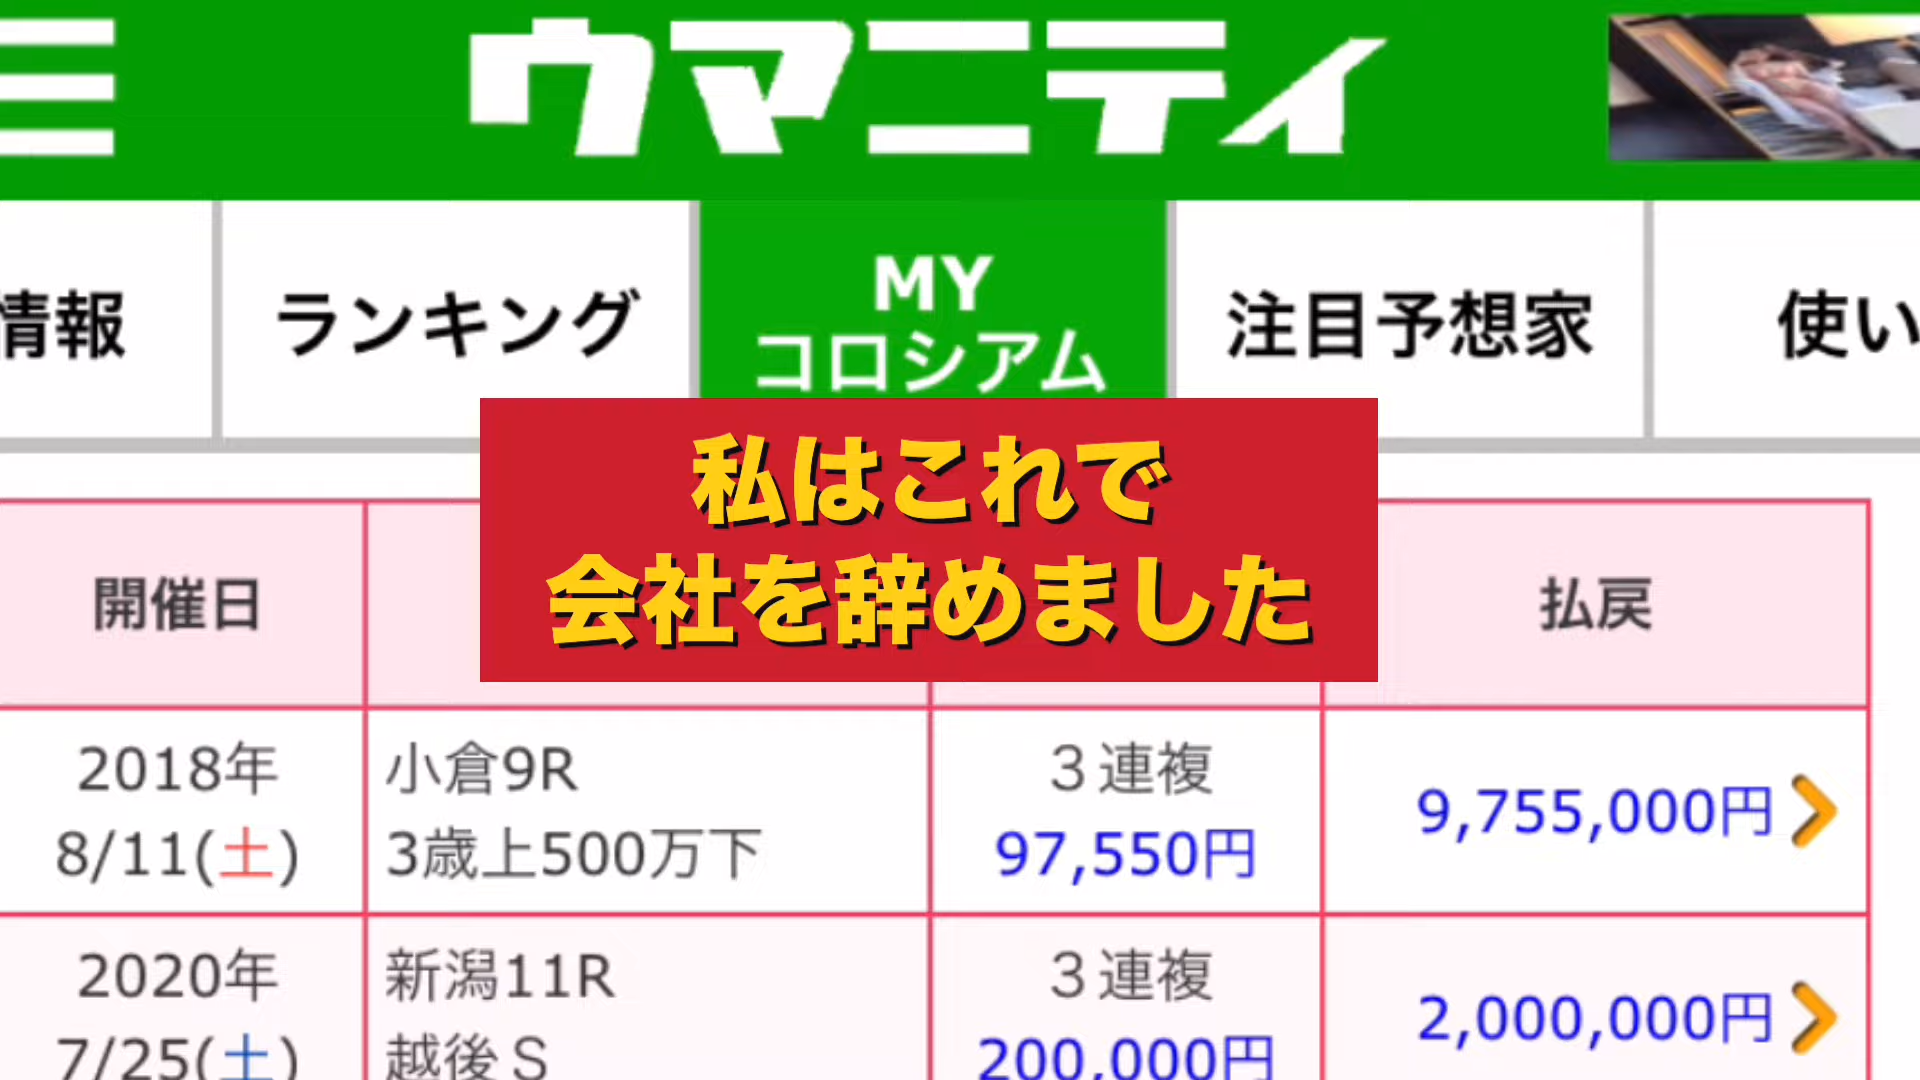 ウマニティ
情報
ランキング
MY
コロシアム
注目予想家
使い
私はこれで
会社を辞めました
開催日
払戻
2018年
8/11(土)
小倉9R
3歳上500万下
3連複
97,550円
9,755,000円
2020年
7/25(土)
新潟11R
越後S
3連複
200,000円
2,000,000円